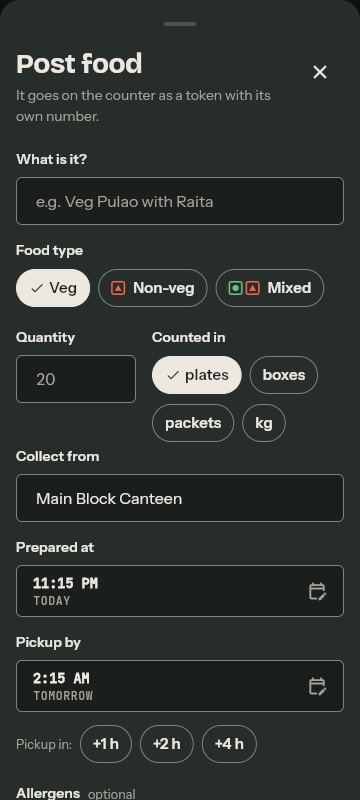 Post food
It goes on the counter as a token with its
own number.
What is it?
e.g. Veg Pulao with Raita
Food type
Veg Non-veg Mixed
Quantity Counted in
20 plates boxes
packets kg
Collect from
Main Block Canteen
Prepared at
11:15 PM
TODAY
Pickup by
2:15 AM
TOMORROW
Pickup in: +1 h +2 h +4 h
Allergens optional